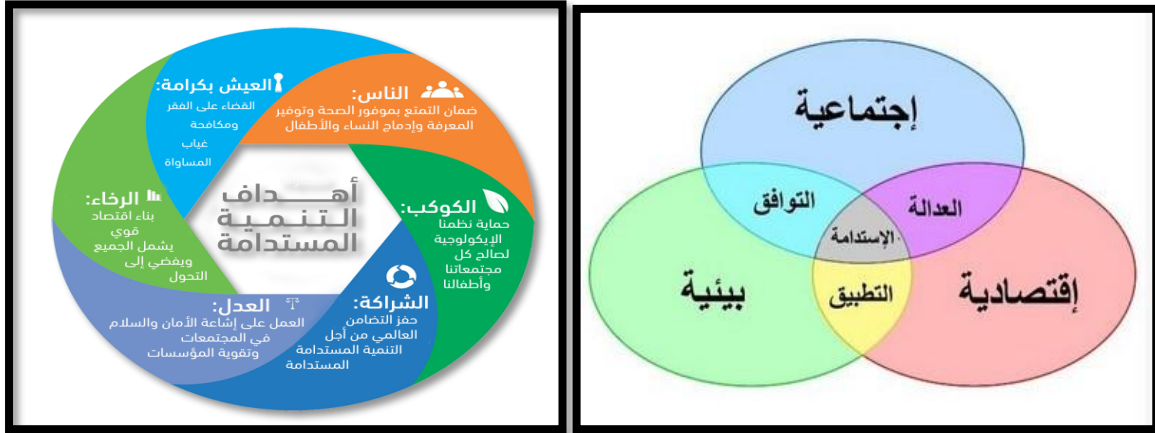 العيش بكرامة:
القضاء على الفقر
ومكافحة
غياب
المساواة
الناس:
ضمان التمتع بموفور الصحة وتوفير
المعرفة وإدماج النساء والأطفال
الكوكب:
حماية نظمنا
الإيكولوجية
لصالح كل
مجتمعاتنا
وأطفالنا
الشراكة:
حفز التضامن
العالمي من أجل
التنمية المستدامة
المستدامة
العدل:
العمل على إشاعة الأمان والسلام
في المجتمعات
وتقوية المؤسسات
الرخاء:
بناء اقتصاد
قوي
يشمل الجميع
ويفضي إلى
التحول
أهــداف
التنمية
المستدامة
إجتماعية
التوافق
العدالة
الإستدامة.
بيئية
التطبيق
إقتصادية